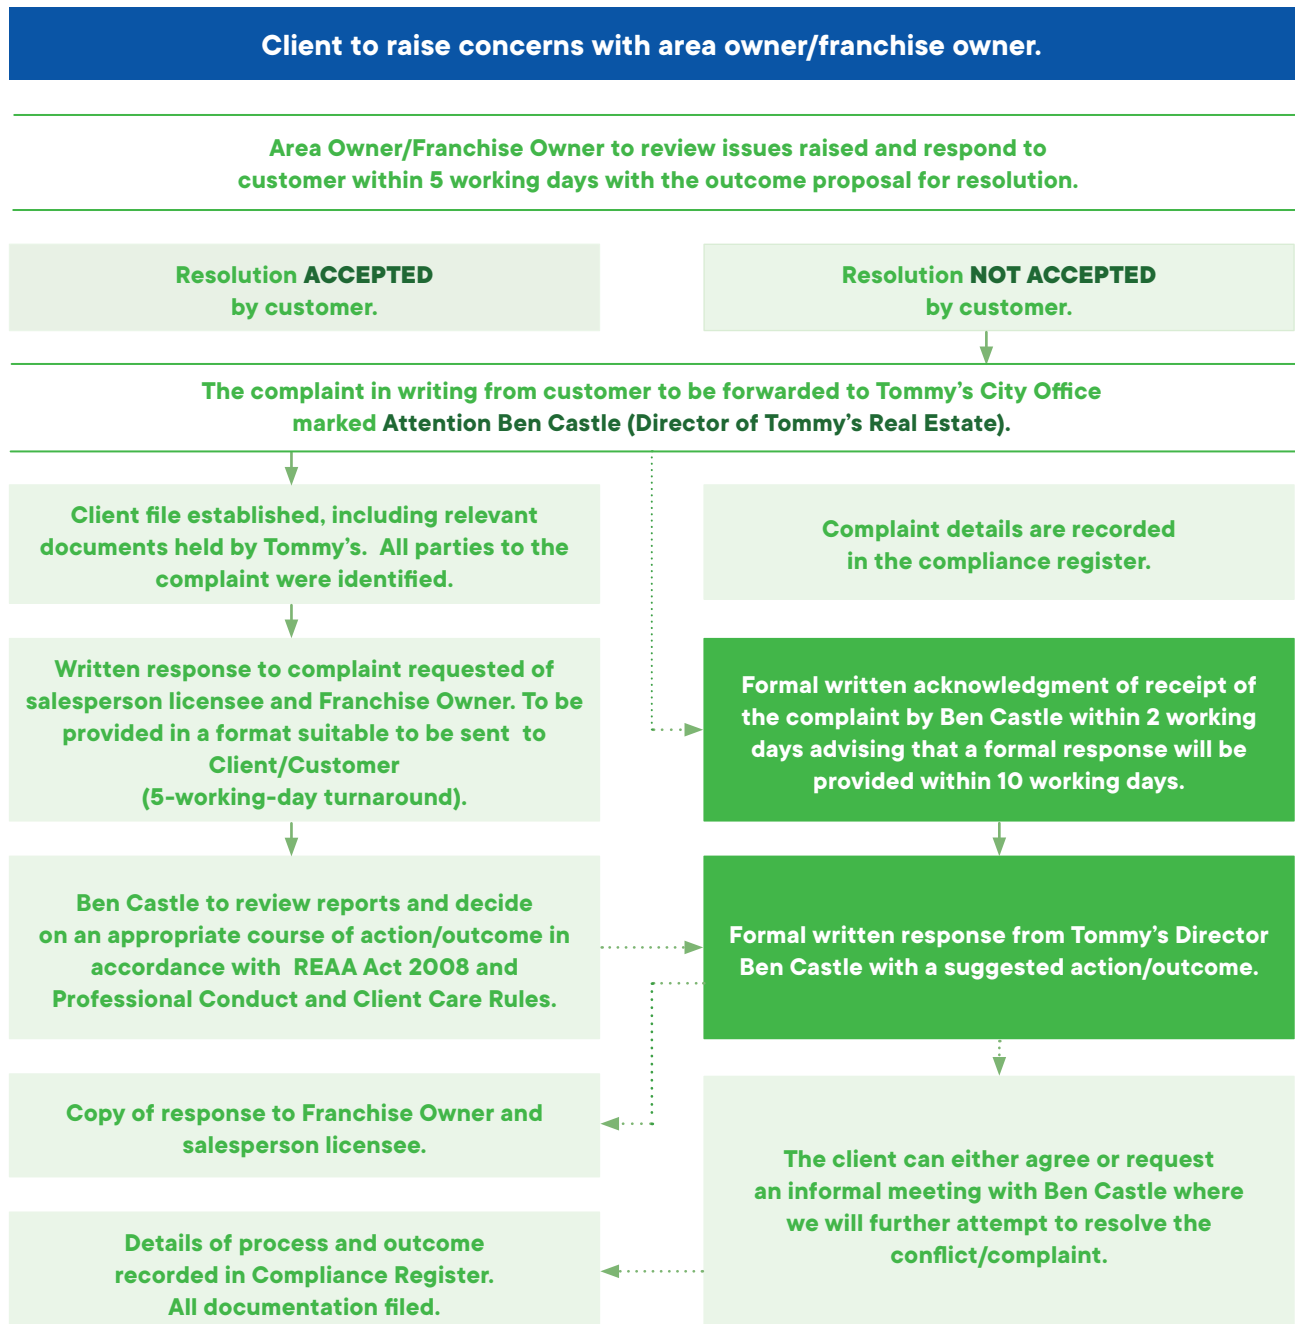 Client to raise concerns with area owner/franchise owner.
Area Owner/Franchise Owner to review issues raised and respond to
customer within 5 working days with the outcome proposal for resolution.
Resolution ACCEPTED
by customer.
Resolution NOT ACCEPTED
by customer.
The complaint in writing from customer to be forwarded to Tommy’s City Office
marked Attention Ben Castle (Director of Tommy’s Real Estate).
Client file established, including relevant
documents held by Tommy’s.  All parties to the
complaint were identified.
Complaint details are recorded
in the compliance register.
Written response to complaint requested of
salesperson licensee and Franchise Owner. To be
provided in a format suitable to be sent  to
Client/Customer
(5-working-day turnaround).
Formal written acknowledgment of receipt of
the complaint by Ben Castle within 2 working
days advising that a formal response will be
provided within 10 working days.
Ben Castle to review reports and decide
on an appropriate course of action/outcome in
accordance with  REAA Act 2008 and
Professional Conduct and Client Care Rules.
Formal written response from Tommy’s Director
Ben Castle with a suggested action/outcome.
Copy of response to Franchise Owner and
salesperson licensee.
The client can either agree or request
an informal meeting with Ben Castle where
we will further attempt to resolve the
conflict/complaint.
Details of process and outcome
recorded in Compliance Register.
All documentation filed.